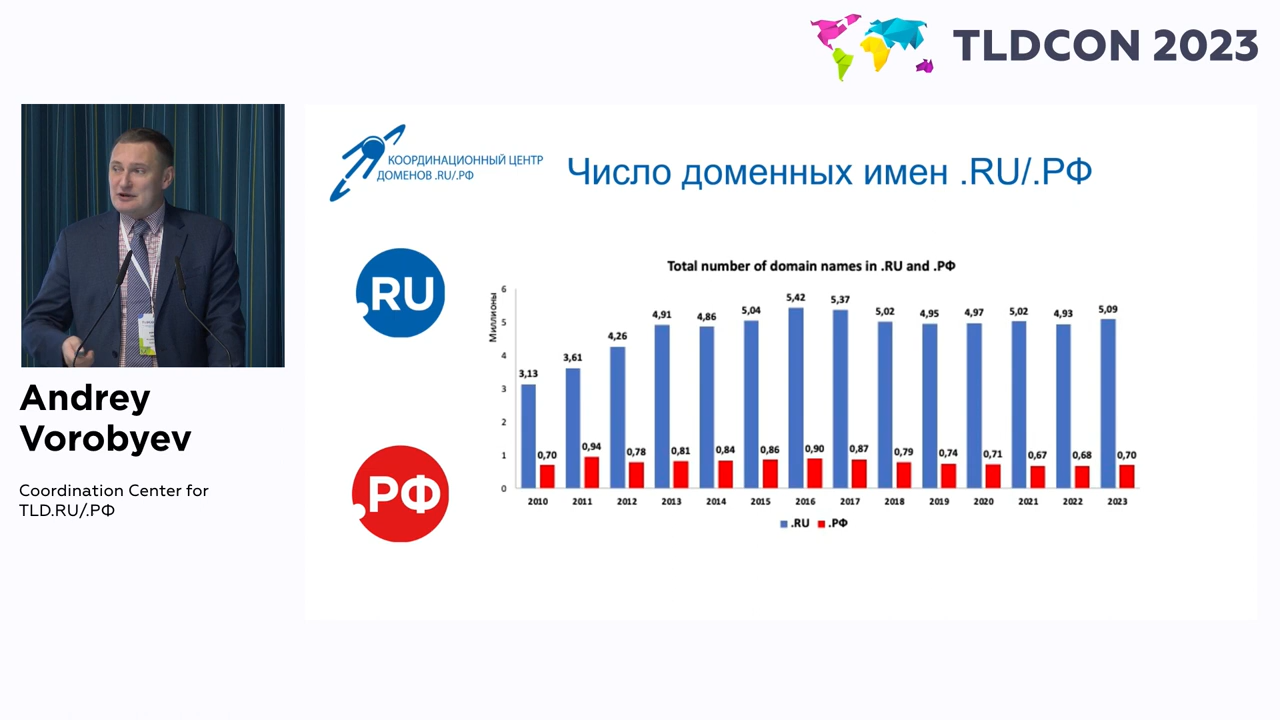 TLDCON 2023
КООРДИНАЦИОННЫЙ ЦЕНТР
ДОМЕНОВ .RU/.РФ
Число доменных имен .RU/.РФ
.RU
.РФ
Total number of domain names in .RU and .РФ
Миллионы
6
5
4
3
2
1
0
3,13 3,61 4,26 4,91 4,86 5,04 5,42 5,37 5,02 4,95 4,97 5,02 4,93 5,09
0,70 0,94 0,78 0,81 0,84 0,86 0,90 0,87 0,79 0,74 0,71 0,67 0,68 0,70
2010 2011 2012 2013 2014 2015 2016 2017 2018 2019 2020 2021 2022 2023
.RU .РФ
Andrey
Vorobyev
Coordination Center for
TLD.RU/.РФ